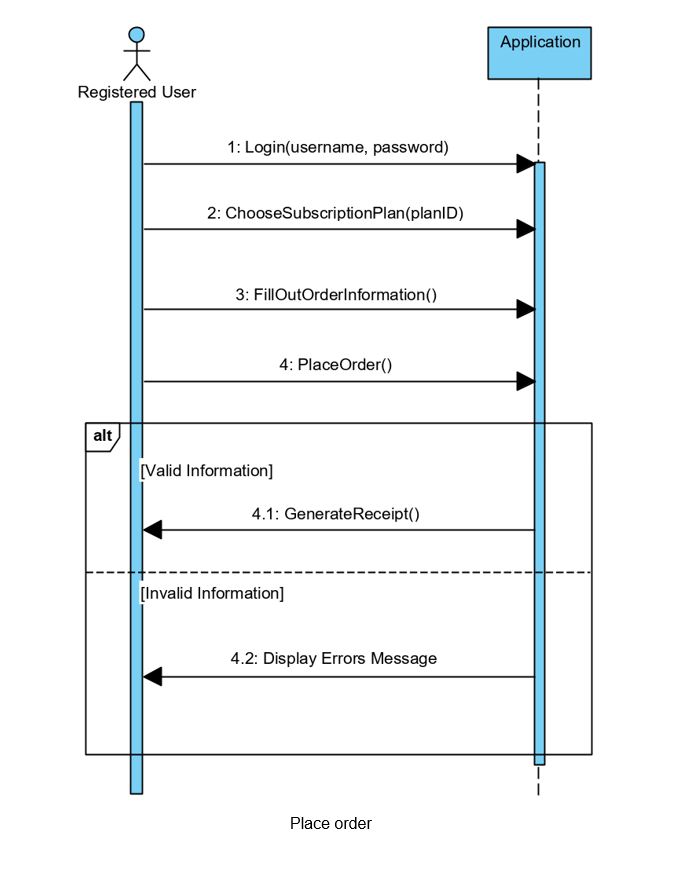 Application
Registered User
1: Login(username, password)
2: ChooseSubscriptionPlan(planID)
3: FillOutOrderInformation()
4: PlaceOrder()
alt
[Valid Information]
4.1: GenerateReceipt()
[Invalid Information]
4.2: Display Errors Message
Place order